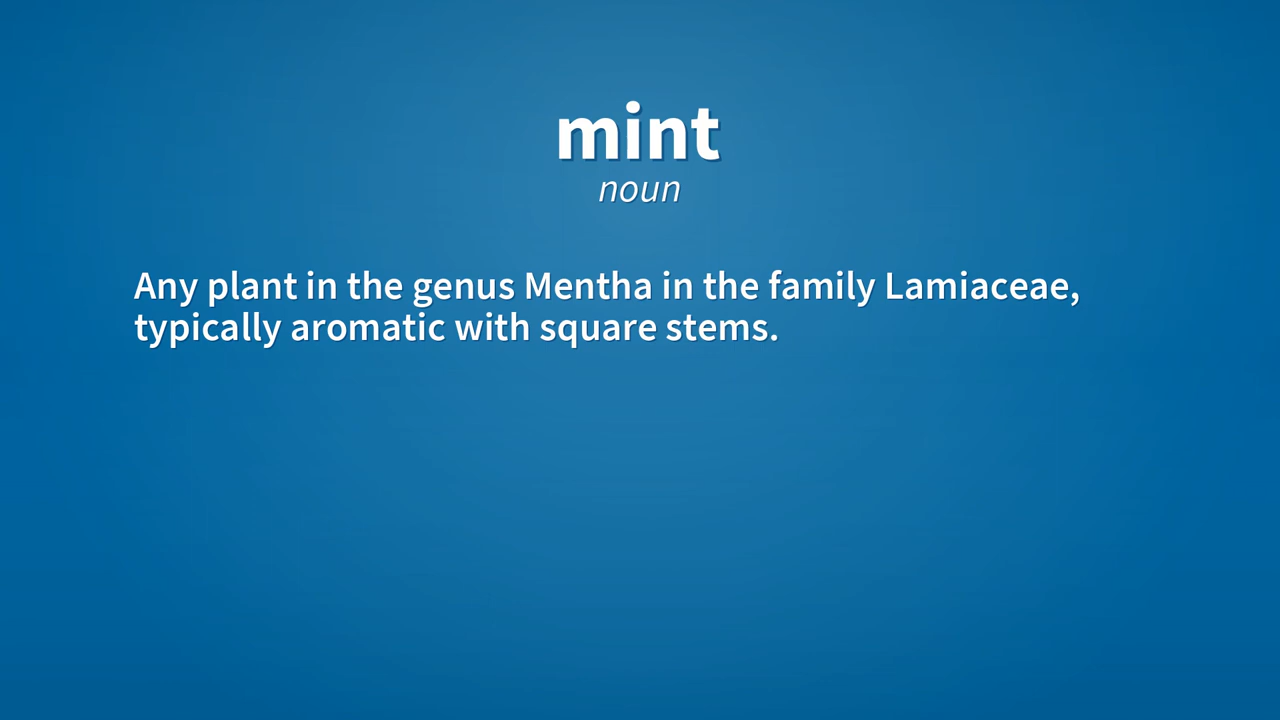 mint
noun
Any plant in the genus Mentha in the family Lamiaceae,
typically aromatic with square stems.